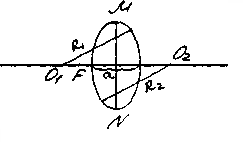 M
R₁
O₁ F a O₂
R₂
N